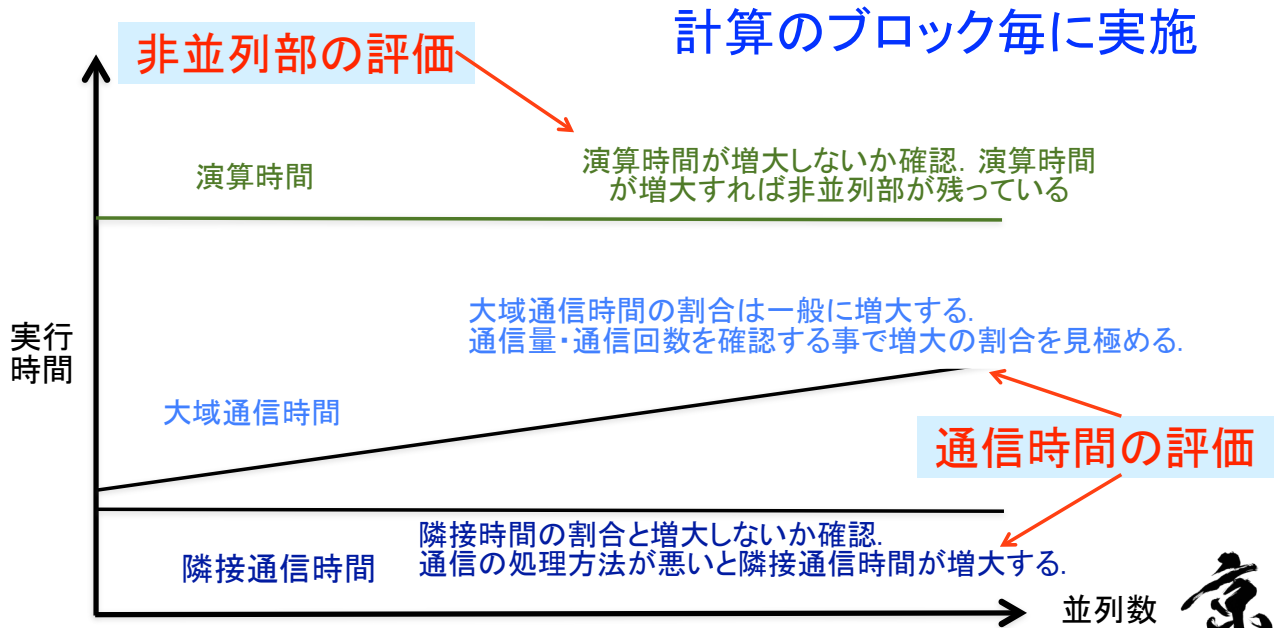 計算のブロック毎に実施
非並列部の評価
演算時間
演算時間が増大しないか確認. 演算時間
が増大すれば非並列部が残っている
実行
時間
大域通信時間の割合は一般に増大する.
通信量・通信回数を確認する事で増大の割合を見極める.
大域通信時間
通信時間の評価
隣接通信時間
隣接時間の割合と増大しないか確認.
通信の処理方法が悪いと隣接通信時間が増大する.
並列数
京